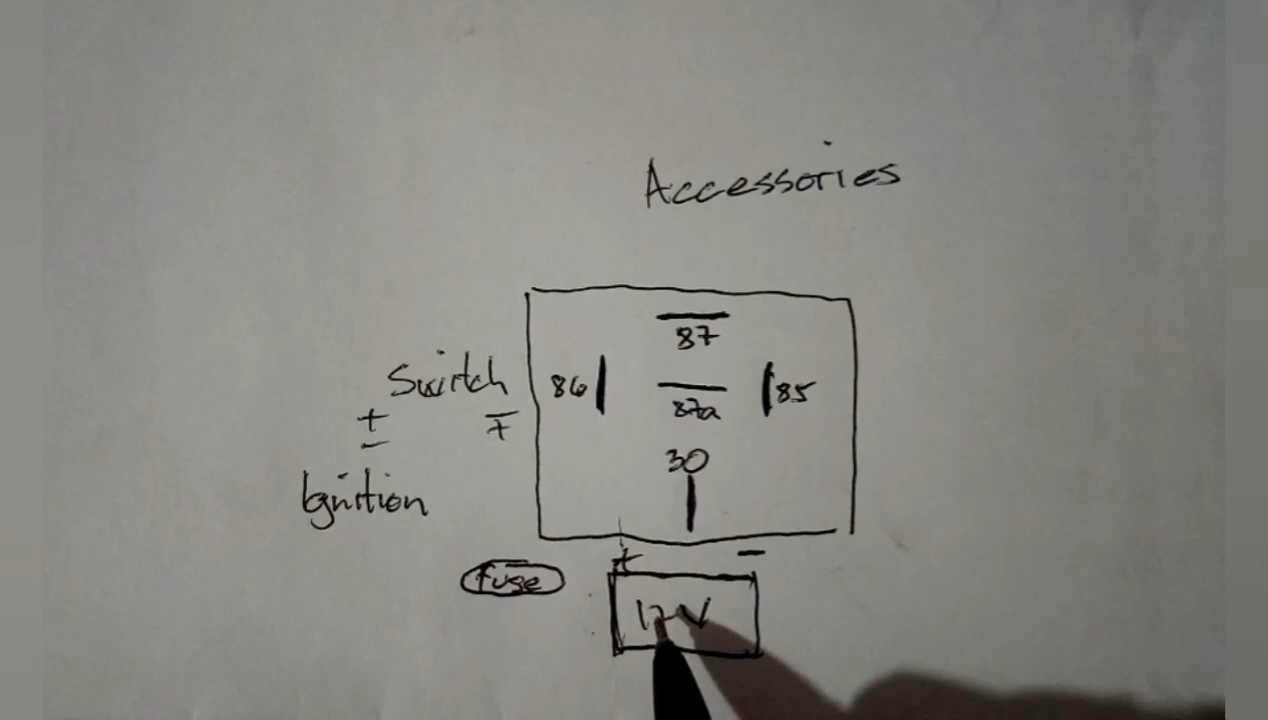 Accessories
87
Switch 86 87a 85
+ - - +
30
Ignition
+ -
fuse
12V